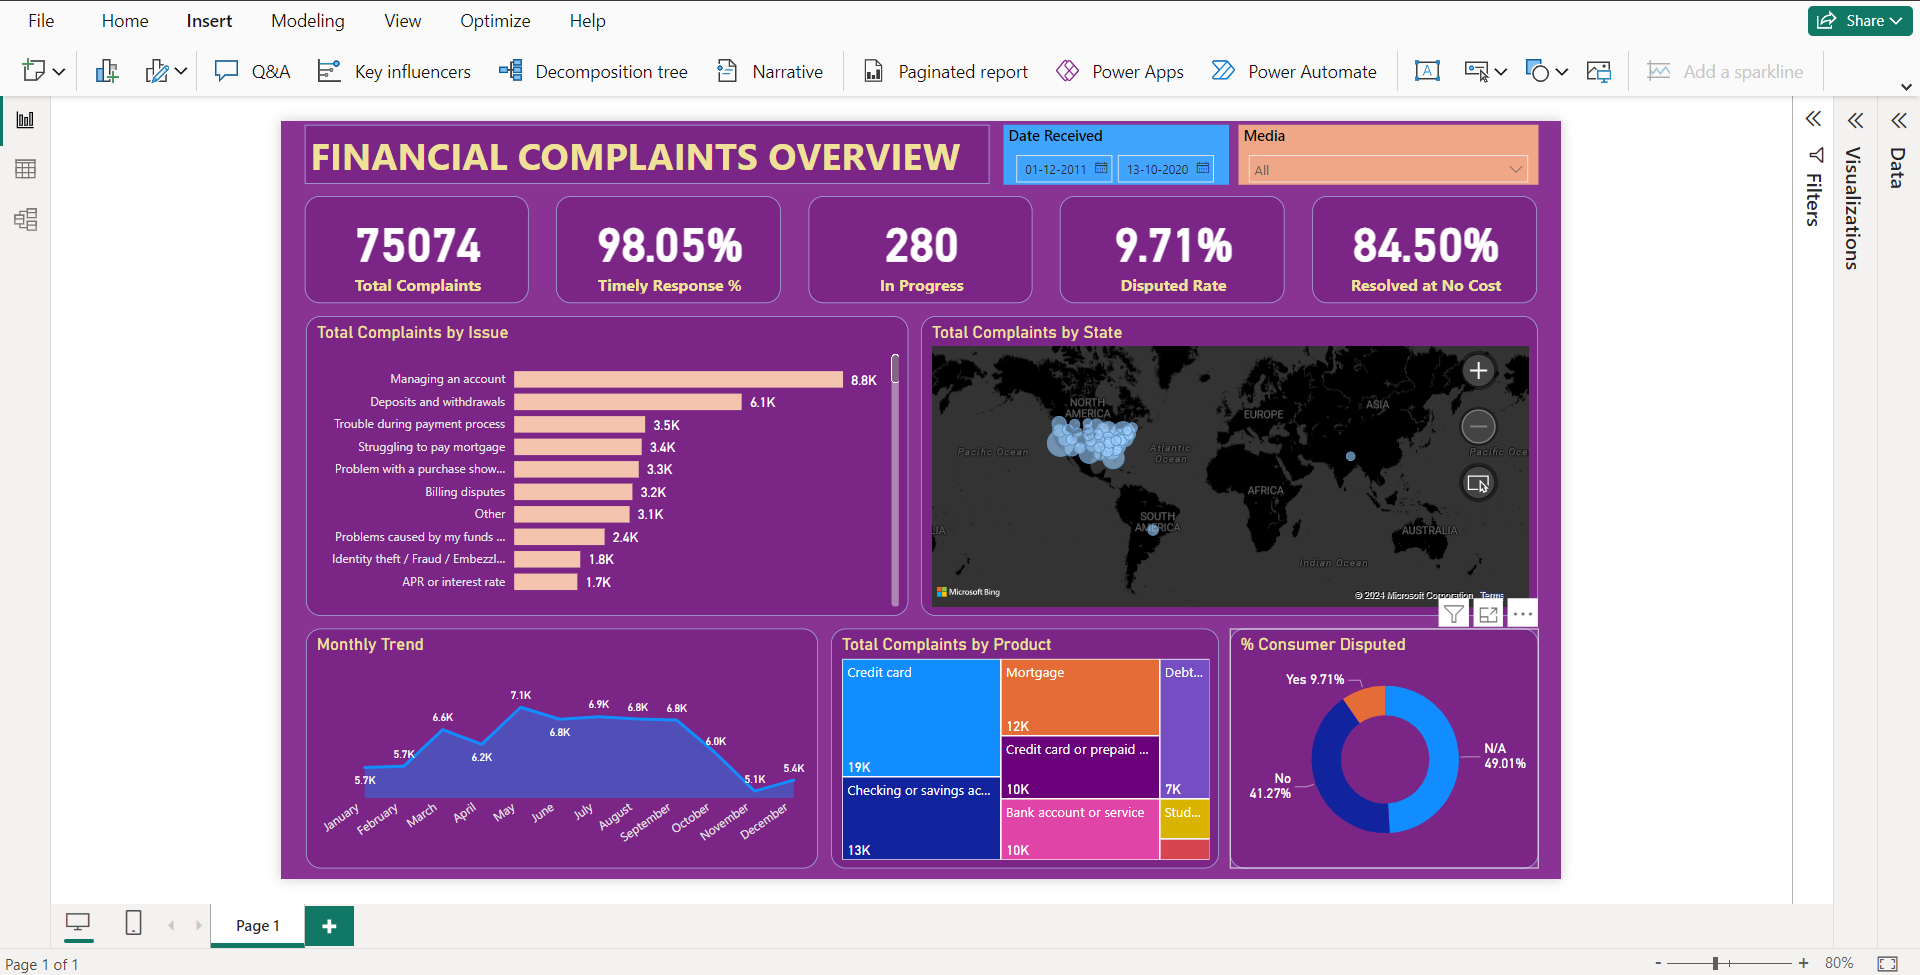 File Home Insert Modeling View Optimize Help
Share
Q&A Key influencers Decomposition tree Narrative Paginated report Power Apps Power Automate Add a sparkline
FINANCIAL COMPLAINTS OVERVIEW
Date Received
01-12-2011 13-10-2020
Media
All
75074
Total Complaints
98.05%
Timely Response %
280
In Progress
9.71%
Disputed Rate
84.50%
Resolved at No Cost
Filters
Visualizations
Data
Total Complaints by Issue
Managing an account 8.8K
Deposits and withdrawals 6.1K
Trouble during payment process 3.5K
Struggling to pay mortgage 3.4K
Problem with a purchase show... 3.3K
Billing disputes 3.2K
Other 3.1K
Problems caused by my funds ... 2.4K
Identity theft / Fraud / Embezzl... 1.8K
APR or interest rate 1.7K
Total Complaints by State
NORTH
AMERICA
EUROPE
ASIA
Pacific Ocean
Atlantic
Ocean
Pacific Oce
AFRICA
SOUTH
AMERICA
IA
AUSTRALIA
Indian Ocean
Microsoft Bing
© 2024 Microsoft Corporation Terms
Monthly Trend
5.7K
5.7K
6.6K
6.2K
7.1K
6.8K
6.9K
6.8K
6.8K
6.0K
5.1K
5.4K
January
February
March
April
May
June
July
August
September
October
November
December
Total Complaints by Product
Credit card
19K
Checking or savings ac...
13K
Mortgage
12K
Credit card or prepaid ...
10K
Bank account or service
10K
Debt...
7K
Stud...
% Consumer Disputed
Yes 9.71%
N/A
49.01%
No
41.27%
Page 1
Page 1 of 1
- + 80%